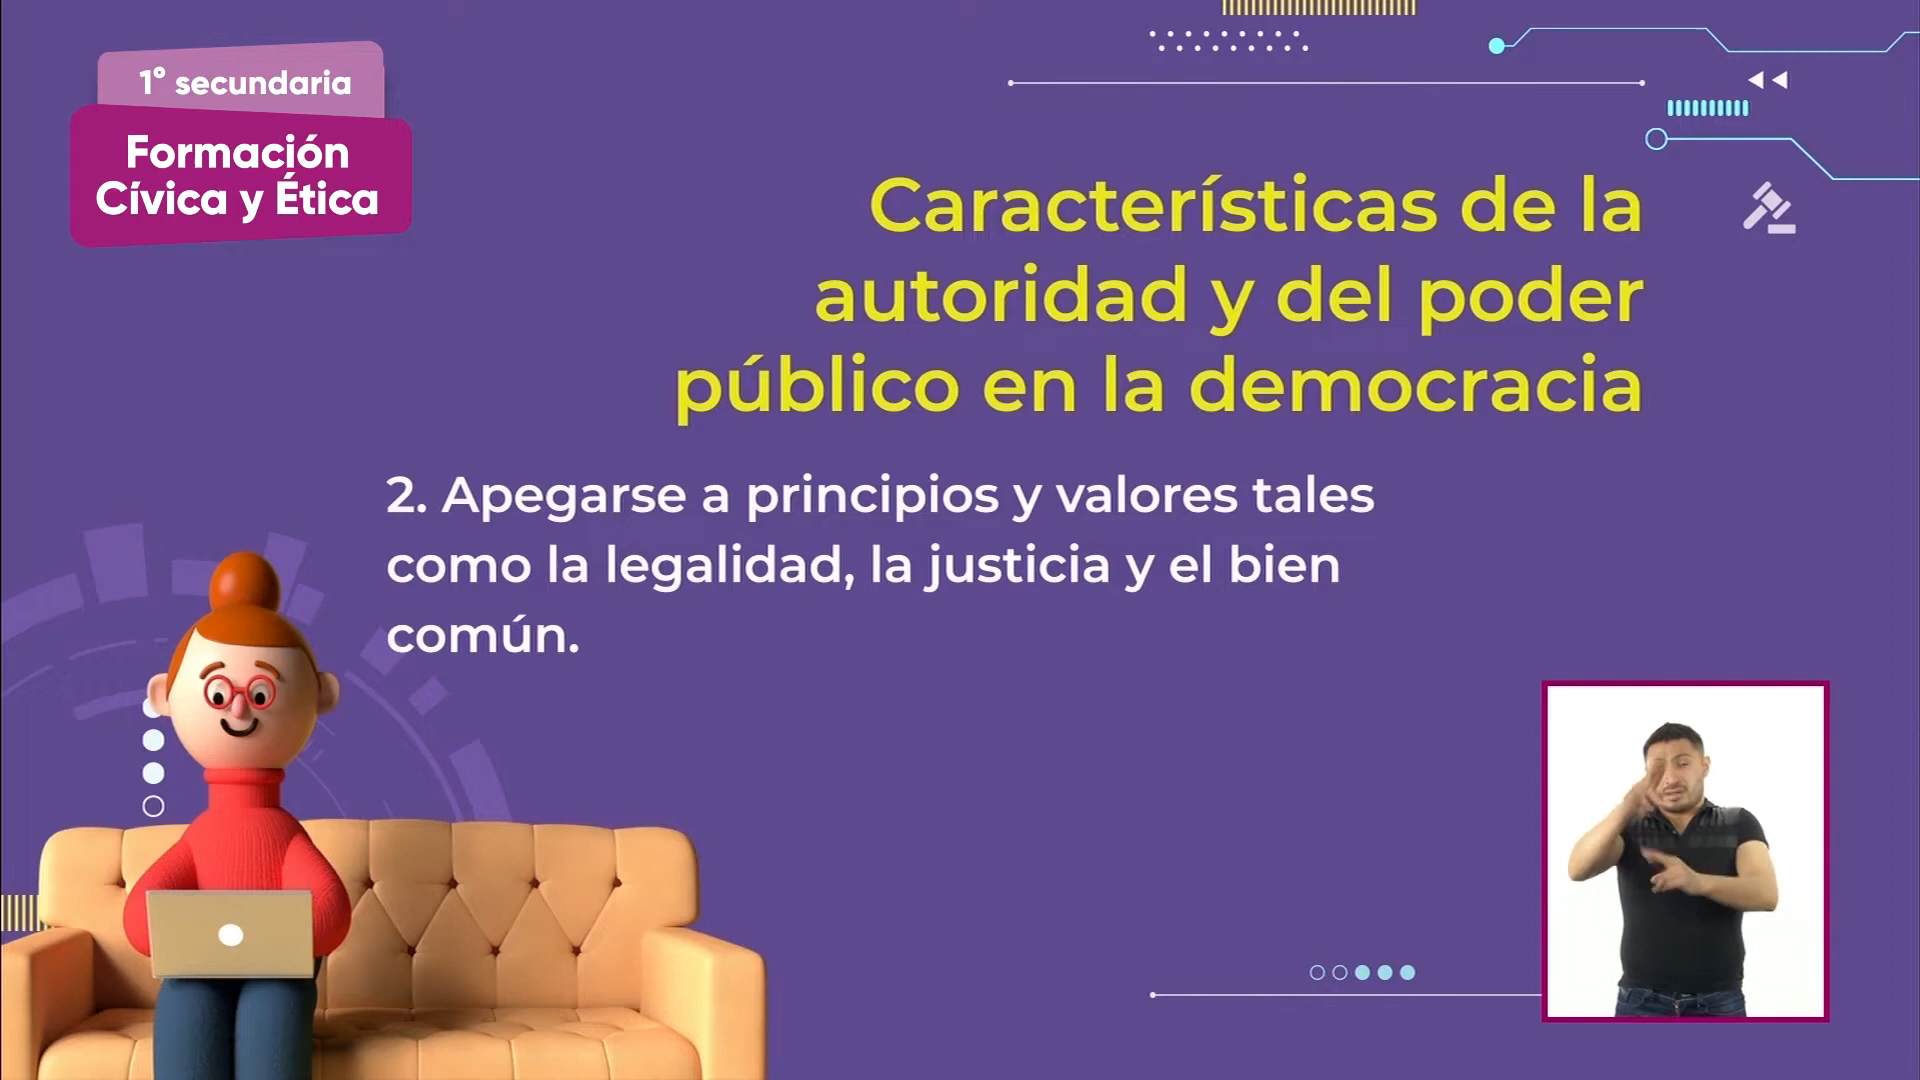 1° secundaria
Formación
Cívica y Ética
Características de la
autoridad y del poder
público en la democracia
2. Apegarse a principios y valores tales
como la legalidad, la justicia y el bien
común.